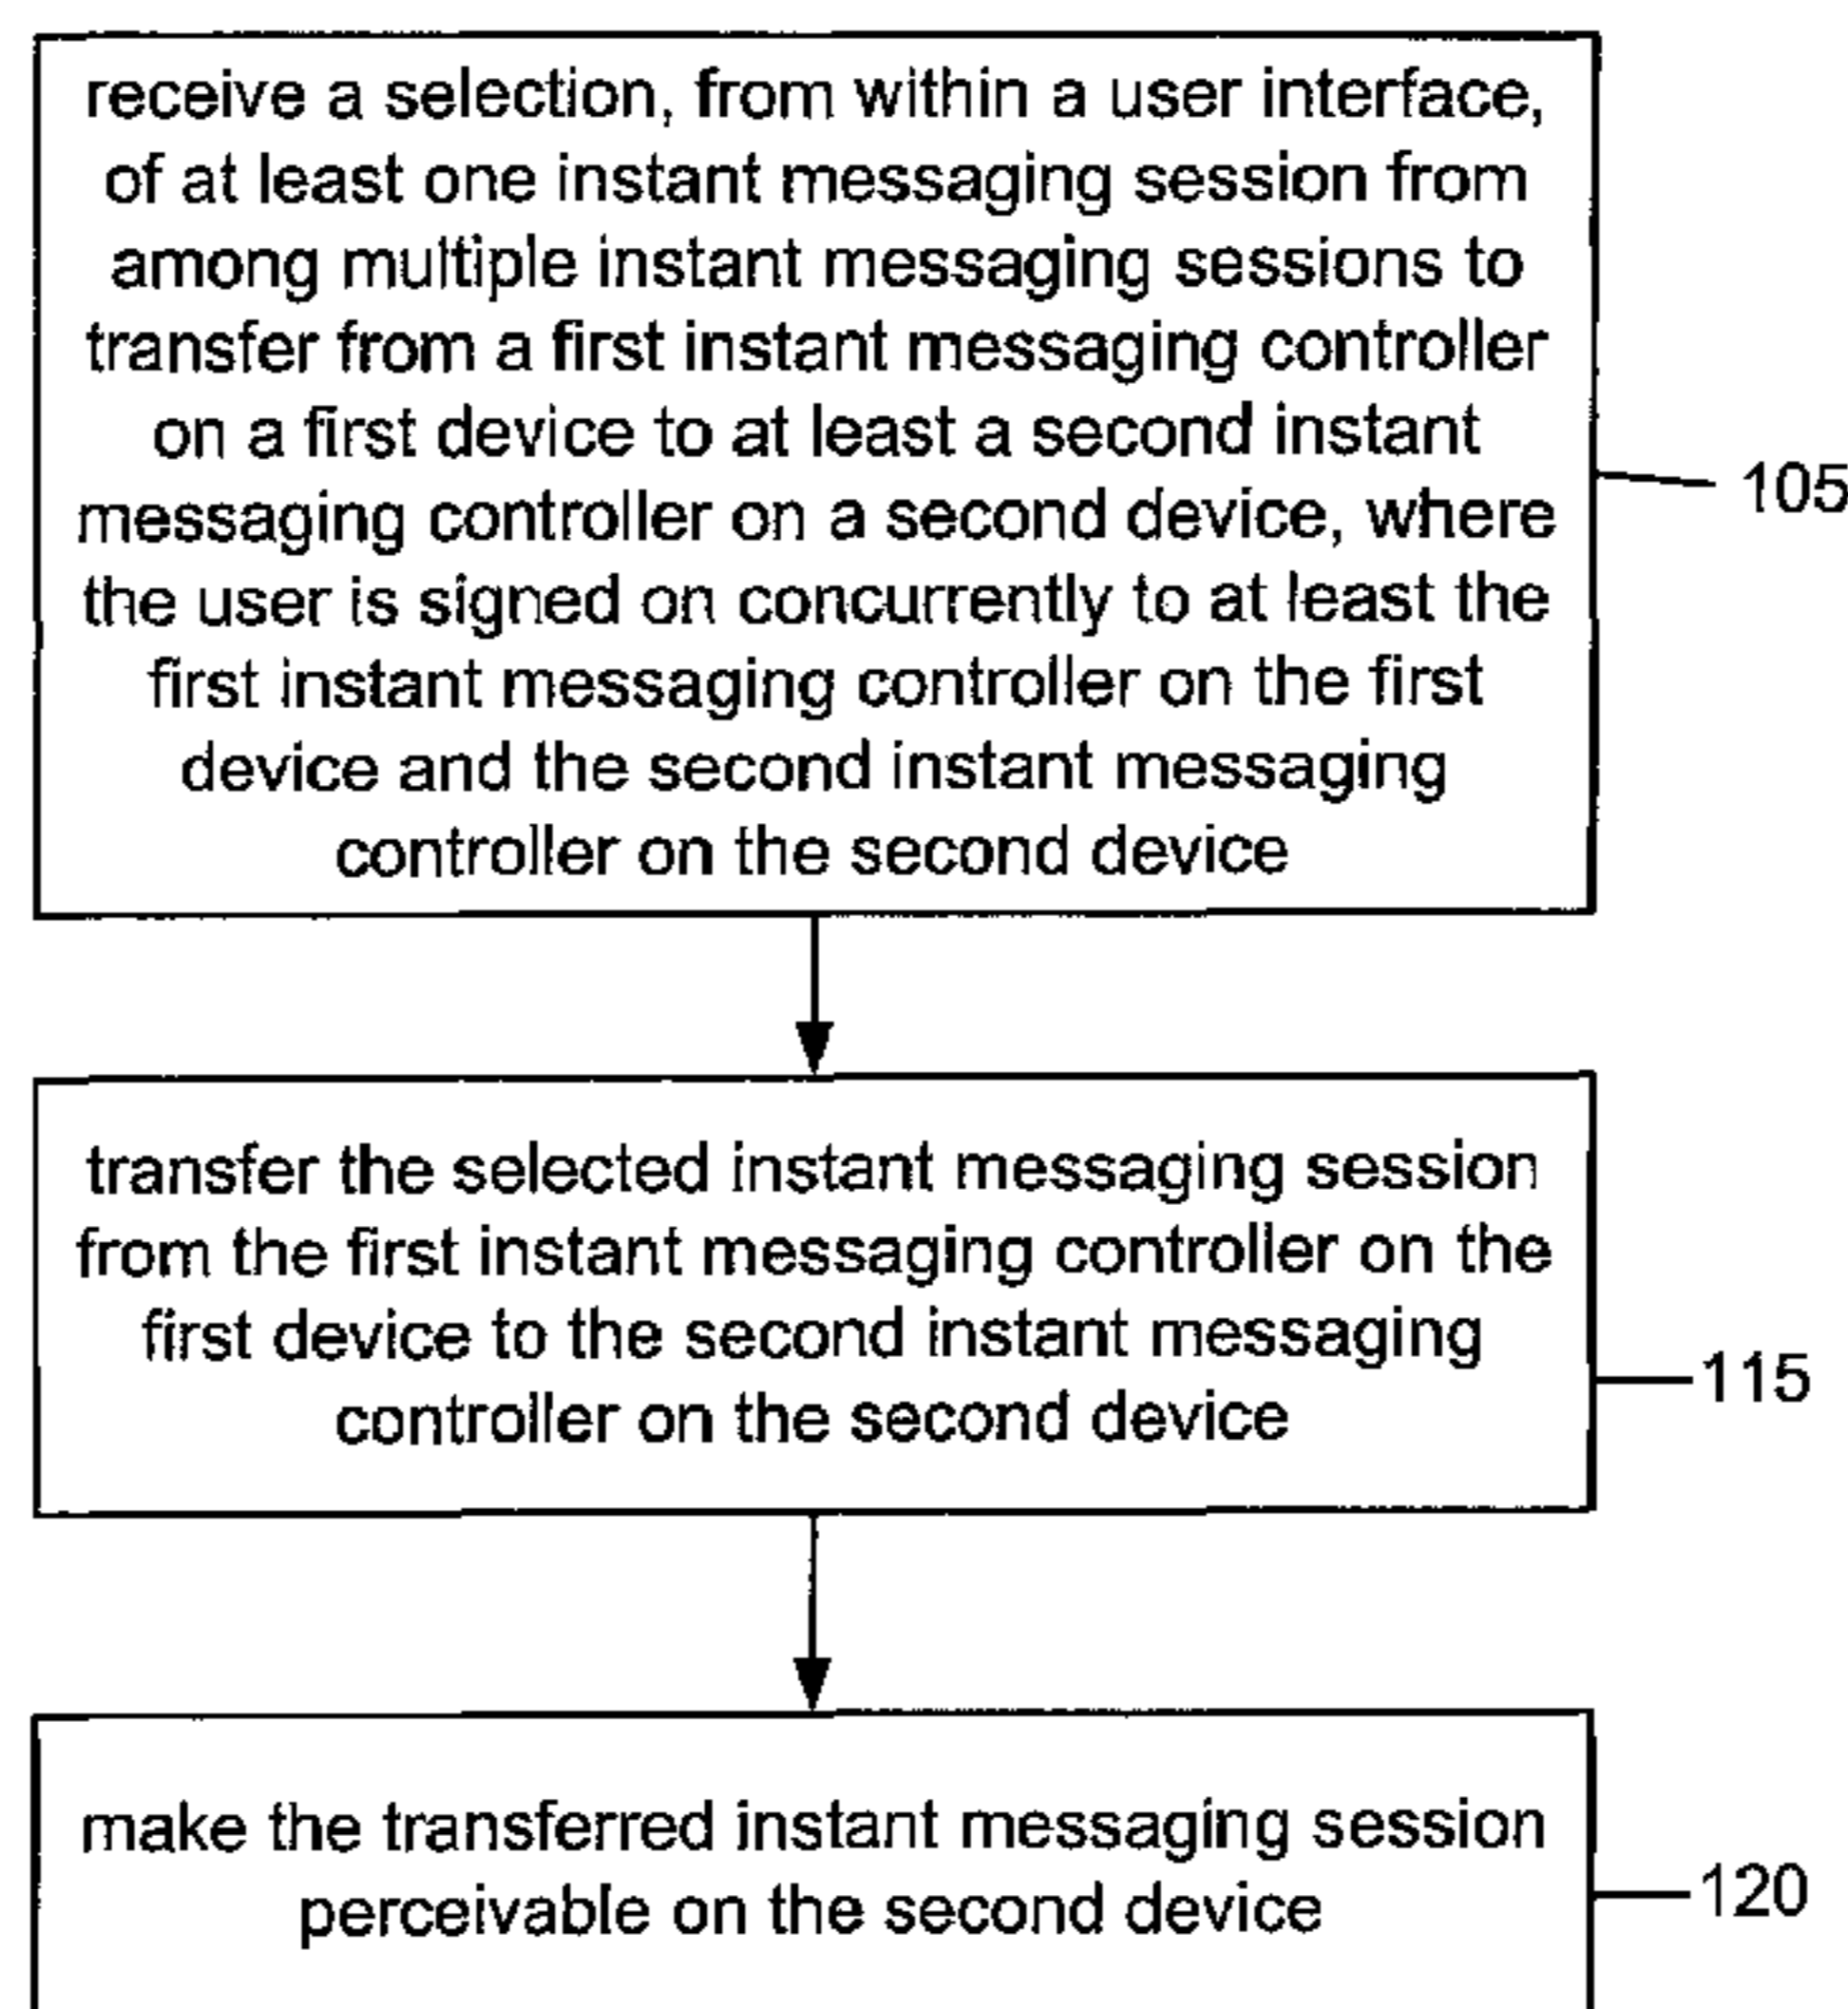 receive a selection, from within a user interface,
of at least one instant messaging session from
among multiple instant messaging sessions to
transfer from a first instant messaging controller
on a first device to at least a second instant
messaging controller on a second device, where
the user is signed on concurrently to at least the
first instant messaging controller on the first
device and the second instant messaging
controller on the second device
105
transfer the selected instant messaging session
from the first instant messaging controller on the
first device to the second instant messaging
controller on the second device
115
make the transferred instant messaging session
perceivable on the second device
120